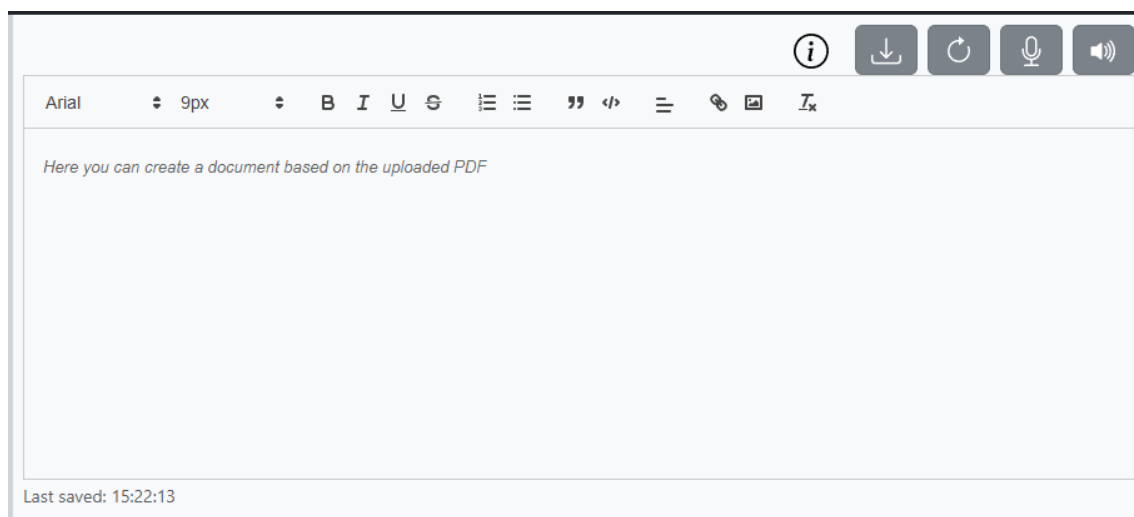 Arial 9px
Here you can create a document based on the uploaded PDF
Last saved: 15:22:13